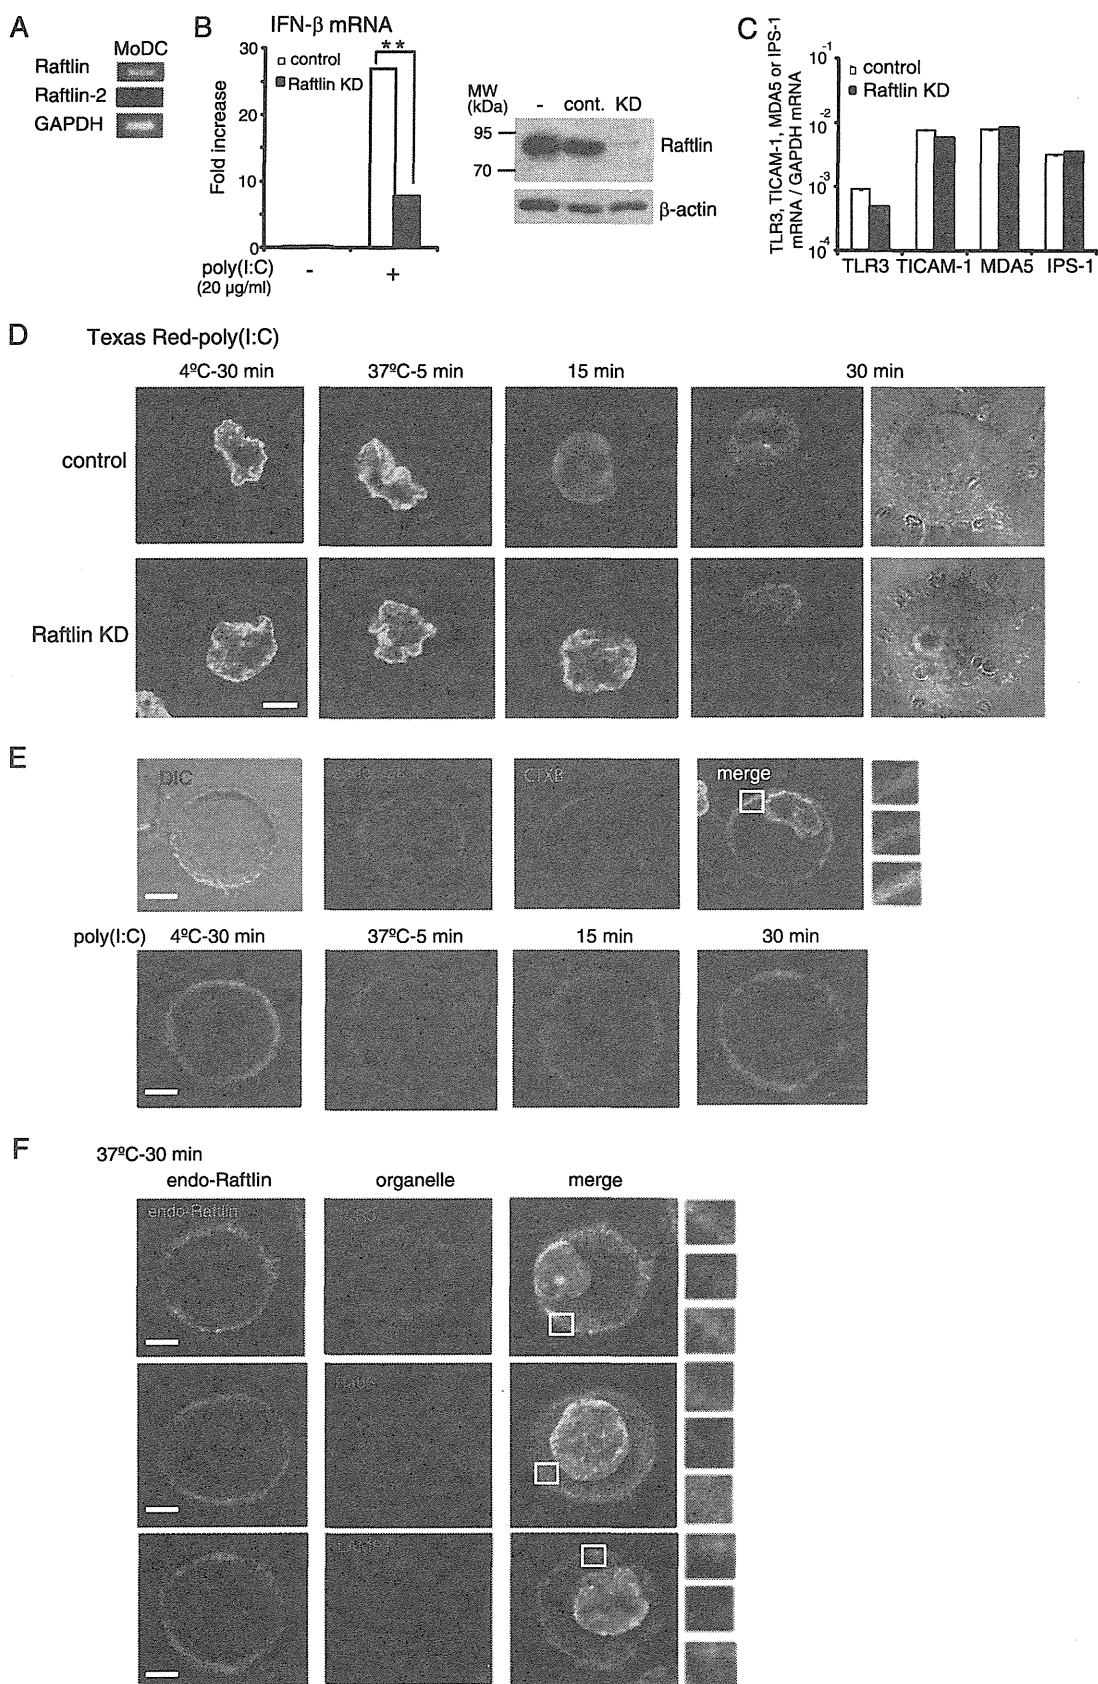 A
MoDC
Raftlin
Raftlin-2
GAPDH
B
IFN-β mRNA
Fold increase
30
20
10
0
control
Raftlin KD
**
poly(I:C)
(20 µg/ml)
- +
MW
(kDa)
- cont. KD
95
70
Raftlin
β-actin
C
TLR3, TICAM-1, MDA5 or IPS-1
mRNA / GAPDH mRNA
10-1
10-2
10-3
10-4
control
Raftlin KD
TLR3 TICAM-1 MDA5 IPS-1
D
Texas Red-poly(I:C)
4ºC-30 min 37ºC-5 min 15 min 30 min
control
Raftlin KD
E
DIC
CTXB
merge
poly(I:C) 4ºC-30 min 37ºC-5 min 15 min 30 min
F
37ºC-30 min
endo-Raftlin organelle merge
endo-Raftlin